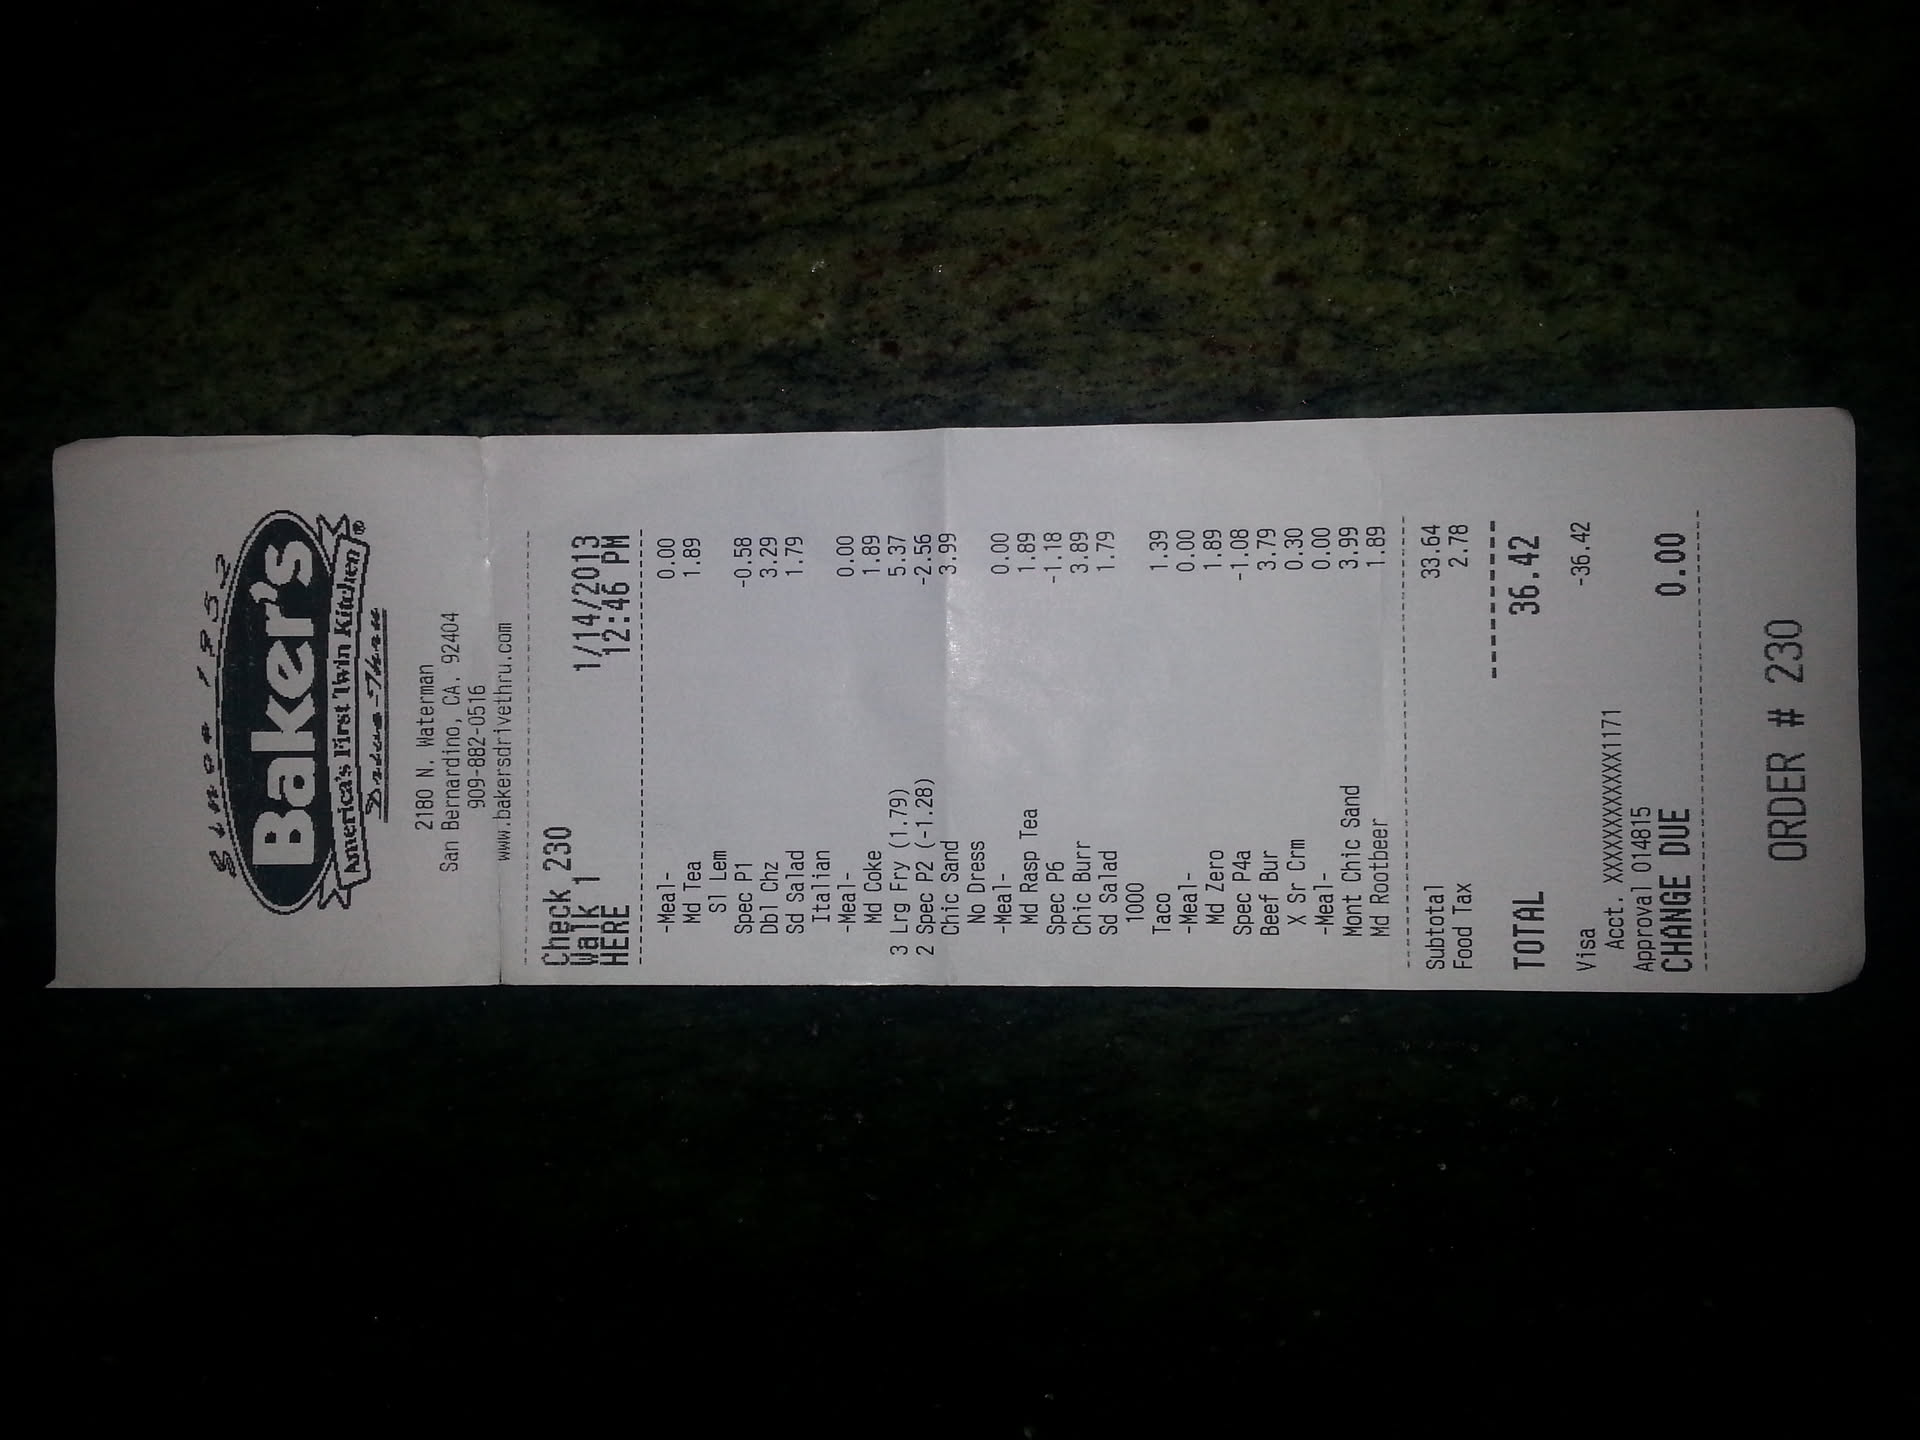 Since 1952
Baker's
America's First Twin Kitchen ®
Drive-Thru
2180 N. Waterman
San Bernardino, CA. 92404
909-882-0516
www.bakersdrivethru.com
Check 230 1/14/2013
Walk 1 12:46 PM
HERE
-Meal- 0.00
Md Tea 1.89
Sl Lem
Spec P1 -0.58
Dbl Chz 3.29
Sd Salad 1.79
Italian
-Meal- 0.00
Md Coke 1.89
3 Lrg Fry (1.79) 5.37
2 Spec P2 (-1.28) -2.56
Chic Sand 3.99
No Dress
-Meal- 0.00
Md Rasp Tea 1.89
Spec P6 -1.18
Chic Burr 3.89
Sd Salad 1.79
1000
Taco 1.39
-Meal- 0.00
Md Zero 1.89
Spec P4a -1.08
Beef Bur 3.79
X Sr Crm 0.30
-Meal- 0.00
Mont Chic Sand 3.99
Md Rootbeer 1.89
Subtotal 33.64
Food Tax 2.78
TOTAL 36.42
Visa -36.42
Acct. XXXXXXXXXXXX1171
Approval 014815
CHANGE DUE 0.00
ORDER # 230